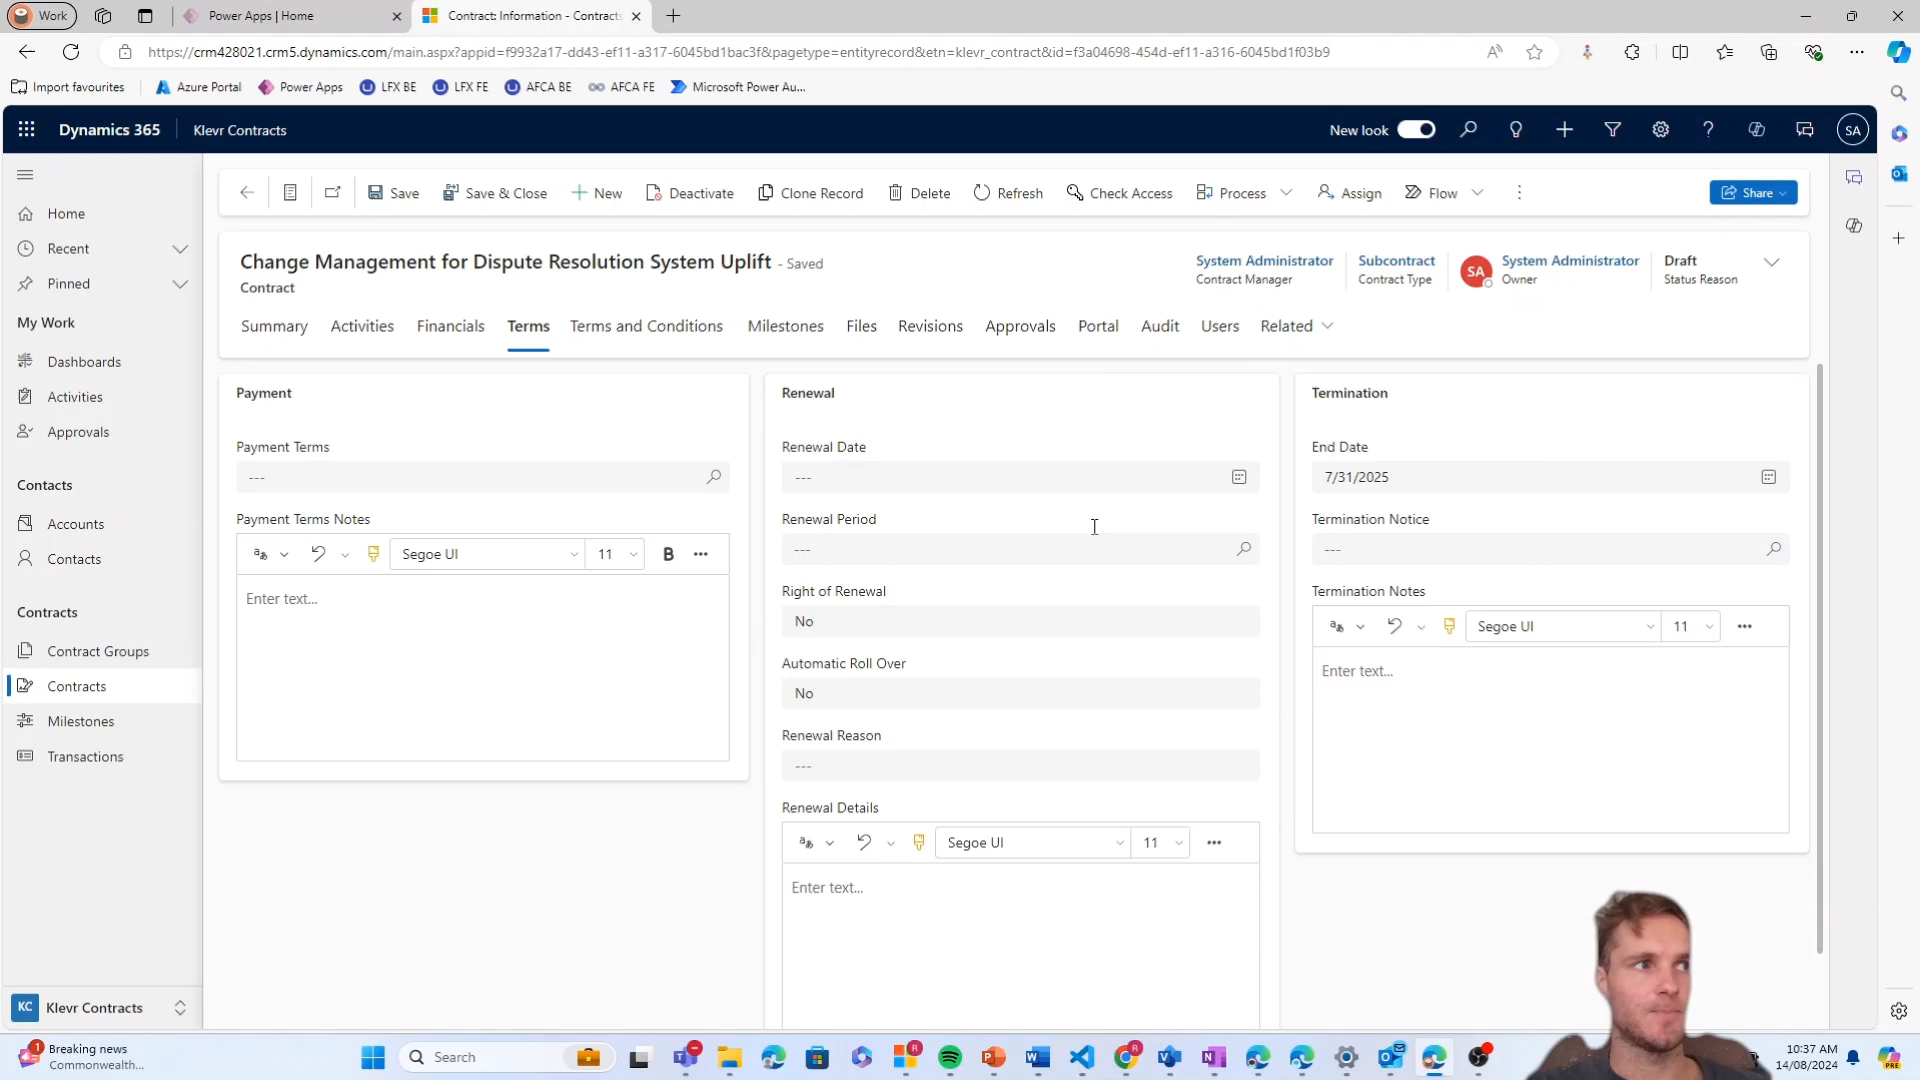 Work
Power Apps | Home
Contract: Information - Contracts
https://crm428021.crm5.dynamics.com/main.aspx?appid=f9932a17-dd43-ef11-a317-6045bd1bac3f&pagetype=entityrecord&etn=klevr_contract&id=f3a04698-454d-ef11-a316-6045bd1f03b9
Import favourites
Azure Portal
Power Apps
LFX BE
LFX FE
AFCA BE
AFCA FE
Microsoft Power Au...
Dynamics 365
Klevr Contracts
New look
SA
Save
Save & Close
New
Deactivate
Clone Record
Delete
Refresh
Check Access
Process
Assign
Flow
Share
Home
Recent
Pinned
My Work
Dashboards
Activities
Approvals
Contacts
Accounts
Contacts
Contracts
Contract Groups
Contracts
Milestones
Transactions
KC Klevr Contracts
Change Management for Dispute Resolution System Uplift - Saved
Contract
System Administrator
Contract Manager
Subcontract
Contract Type
SA
System Administrator
Owner
Draft
Status Reason
Summary
Activities
Financials
Terms
Terms and Conditions
Milestones
Files
Revisions
Approvals
Portal
Audit
Users
Related
Payment
Payment Terms
---
Payment Terms Notes
Segoe UI
11
B
Enter text...
Renewal
Renewal Date
---
Renewal Period
---
Right of Renewal
No
Automatic Roll Over
No
Renewal Reason
---
Renewal Details
Segoe UI
11
Enter text...
Termination
End Date
7/31/2025
Termination Notice
---
Termination Notes
Segoe UI
11
Enter text...
1
Breaking news
Commonwealth...
Search
R
R
10:37 AM
14/08/2024
PRE